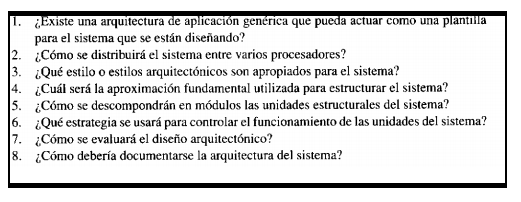 1. ¿Existe una arquitectura de aplicación genérica que pueda actuar como una plantilla
para el sistema que se están diseñando?
2. ¿Cómo se distribuirá el sistema entre varios procesadores?
3. ¿Qué estilo o estilos arquitectónicos son apropiados para el sistema?
4. ¿Cuál será la aproximación fundamental utilizada para estructurar el sistema?
5. ¿Cómo se descompondrán en módulos las unidades estructurales del sistema?
6. ¿Qué estrategia se usará para controlar el funcionamiento de las unidades del sistema?
7. ¿Cómo se evaluará el diseño arquitectónico?
8. ¿Cómo debería documentarse la arquitectura del sistema?